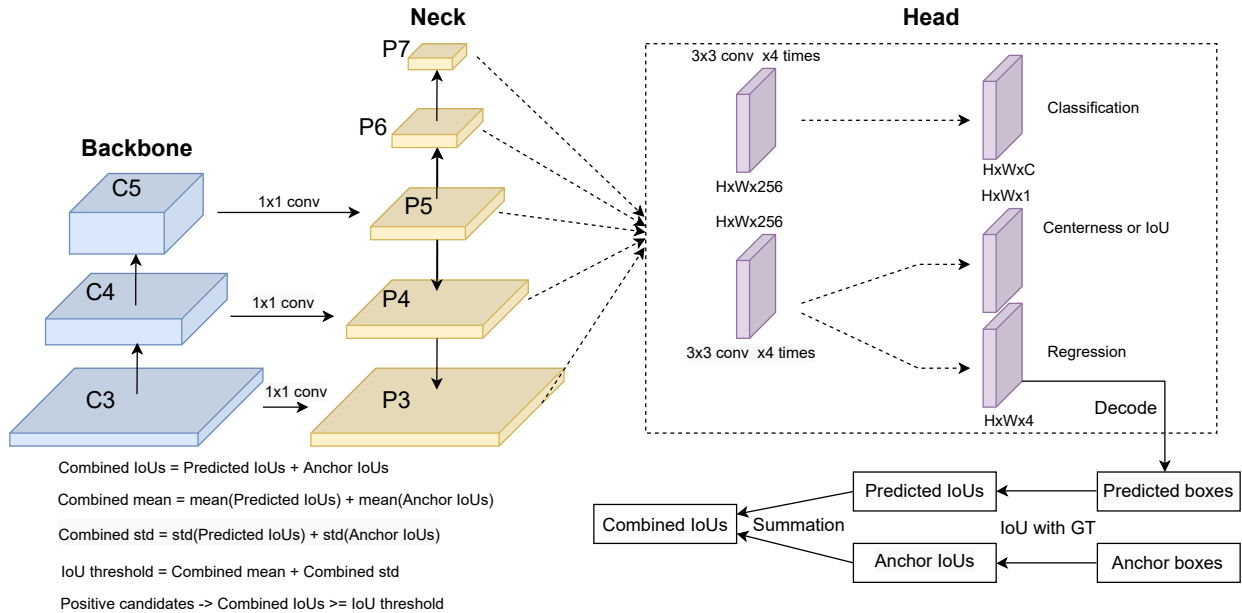 Neck
Head
Backbone
P7
P6
P5
P4
P3
C5
C4
C3
1x1 conv
1x1 conv
1x1 conv
3x3 conv x4 times
HxWx256
HxWx256
3x3 conv x4 times
Classification
HxWxC
HxWx1
Centerness or IoU
Regression
HxWx4
Decode
Predicted boxes
Predicted IoUs
Combined IoUs
Summation
IoU with GT
Anchor IoUs
Anchor boxes
Combined IoUs = Predicted IoUs + Anchor IoUs
Combined mean = mean(Predicted IoUs) + mean(Anchor IoUs)
Combined std = std(Predicted IoUs) + std(Anchor IoUs)
IoU threshold = Combined mean + Combined std
Positive candidates -> Combined IoUs >= IoU threshold